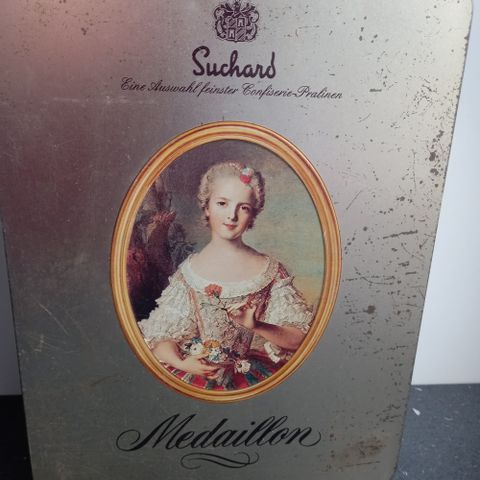 Suchard
Eine Auswahl feinster Confiserie-Pralinen
Medaillon